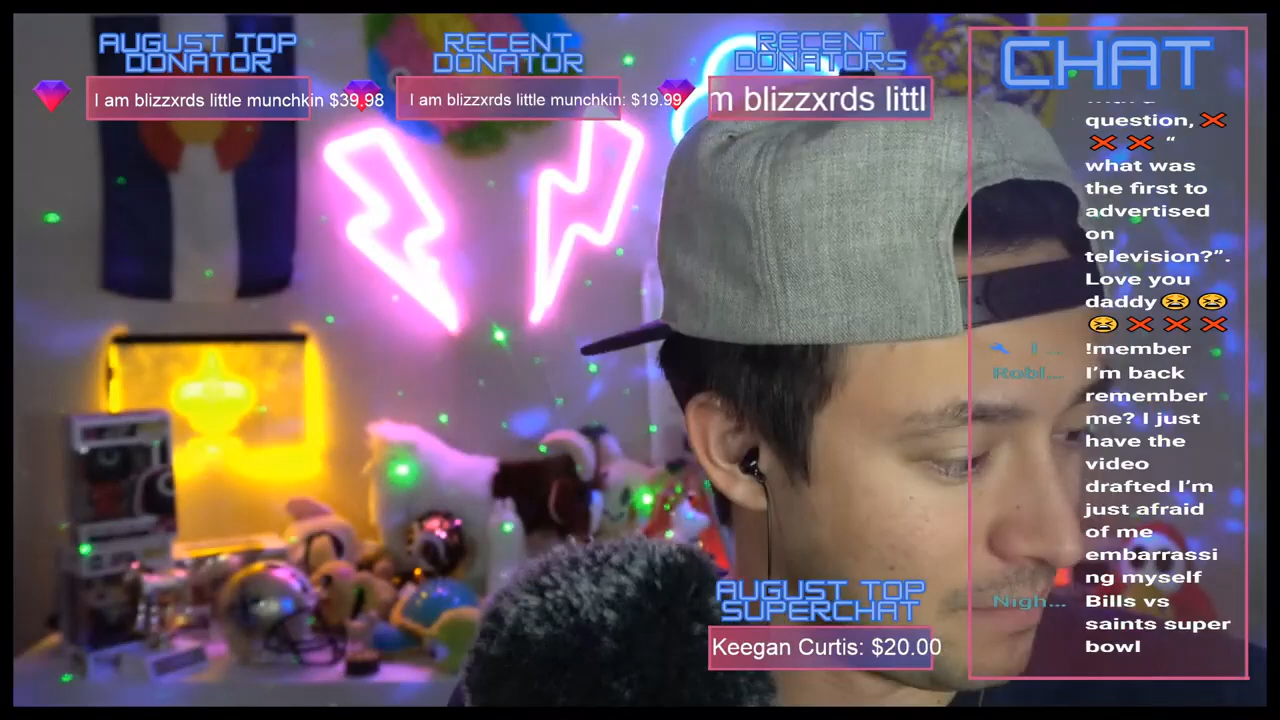 AUGUST TOP
DONATOR
I am blizzxrds little munchkin $39.98
RECENT
DONATOR
I am blizzxrds little munchkin: $19.99
RECENT
DONATORS
m blizzxrds littl
CHAT
question, ❌
❌ ❌ “
what was
the first to
advertised
on
television?”.
Love you
daddy😫😫
😫❌❌❌
I ... !member
Robl... I’m back
remember
me? I just
have the
video
drafted I’m
just afraid
of me
embarrassi
ng myself
Nigh... Bills vs
saints super
bowl
AUGUST TOP
SUPERCHAT
Keegan Curtis: $20.00